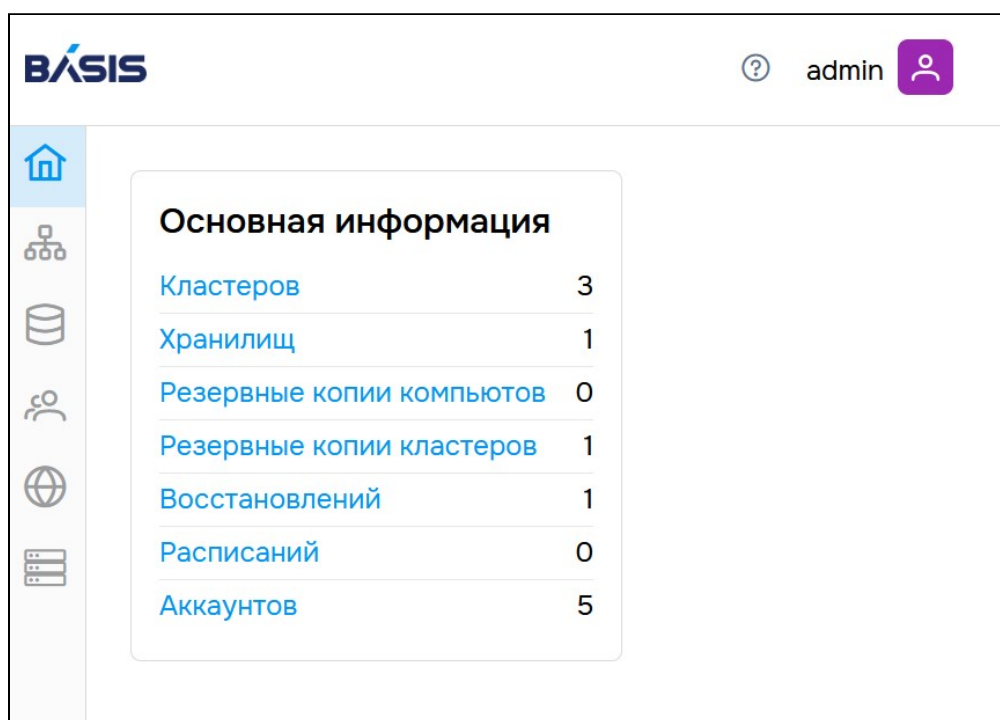 BÁSIS
admin
Основная информация
Кластеров 3
Хранилищ 1
Резервные копии компьютов 0
Резервные копии кластеров 1
Восстановлений 1
Расписаний 0
Аккаунтов 5